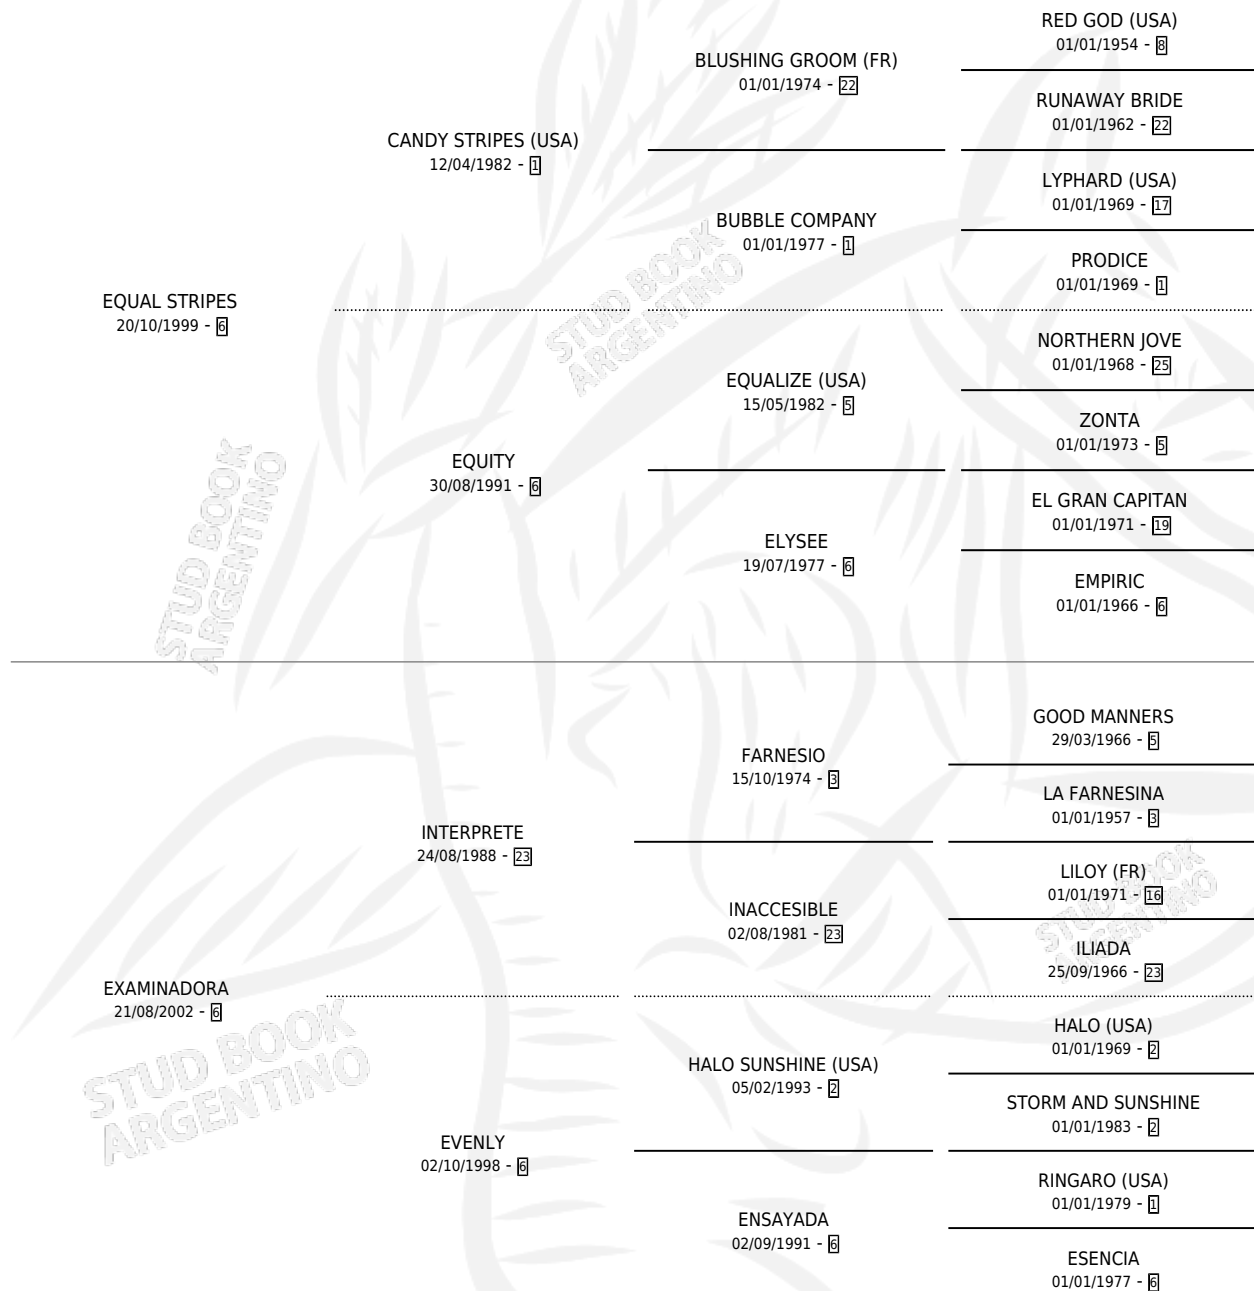 RED GOD (USA)
01/01/1954 - 8
BLUSHING GROOM (FR)
01/01/1974 - 22
RUNAWAY BRIDE
01/01/1962 - 22
CANDY STRIPES (USA)
12/04/1982 - 1
LYPHARD (USA)
01/01/1969 - 17
BUBBLE COMPANY
01/01/1977 - 1
PRODICE
01/01/1969 - 1
EQUAL STRIPES
20/10/1999 - 6
STUD BOOK
ARGENTINO
NORTHERN JOVE
01/01/1968 - 25
EQUALIZE (USA)
15/05/1982 - 5
ZONTA
01/01/1973 - 5
EQUITY
30/08/1991 - 6
EL GRAN CAPITAN
01/01/1971 - 19
ELYSEE
19/07/1977 - 6
EMPIRIC
01/01/1966 - 6
STUD BOOK
ARGENTINO
GOOD MANNERS
29/03/1966 - 5
FARNESIO
15/10/1974 - 3
LA FARNESINA
01/01/1957 - 3
INTERPRETE
24/08/1988 - 23
LILOY (FR)
01/01/1971 - 16
INACCESIBLE
02/08/1981 - 23
ILIADA
25/09/1966 - 23
STUD BOOK
ARGENTINO
EXAMINADORA
21/08/2002 - 6
STUD BOOK
ARGENTINO
HALO (USA)
01/01/1969 - 2
HALO SUNSHINE (USA)
05/02/1993 - 2
STORM AND SUNSHINE
01/01/1983 - 2
EVENLY
02/10/1998 - 6
RINGARO (USA)
01/01/1979 - 1
ENSAYADA
02/09/1991 - 6
ESENCIA
01/01/1977 - 6